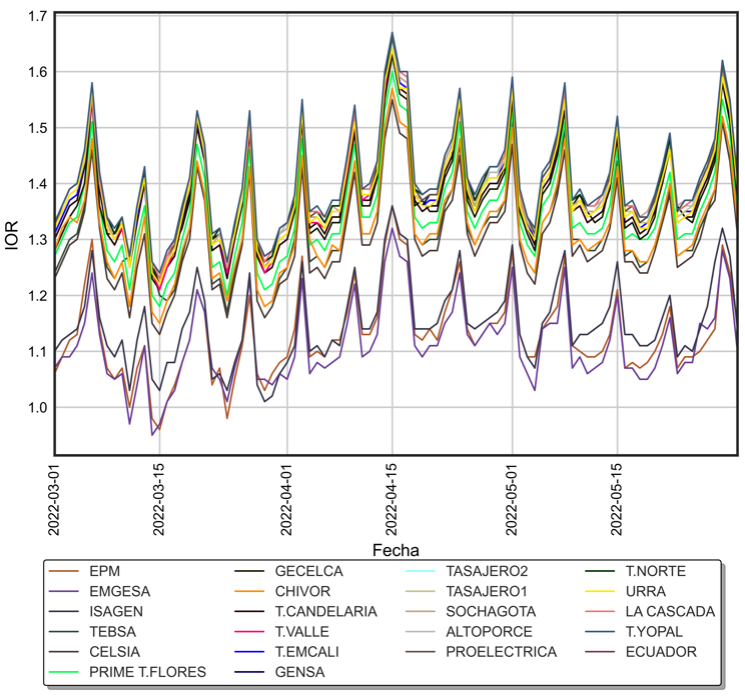 1.7
1.6
1.5
1.4
1.3
1.2
1.1
1.0
IOR
2022-03-01
2022-03-15
2022-04-01
2022-04-15
2022-05-01
2022-05-15
Fecha
EPM GECELCA TASAJERO2 T.NORTE
EMGESA CHIVOR TASAJERO1 URRA
ISAGEN T.CANDELARIA SOCHAGOTA LA CASCADA
TEBSA T.VALLE ALTOPORCE T.YOPAL
CELSIA T.EMCALI PROELECTRICA ECUADOR
PRIME T.FLORES GENSA